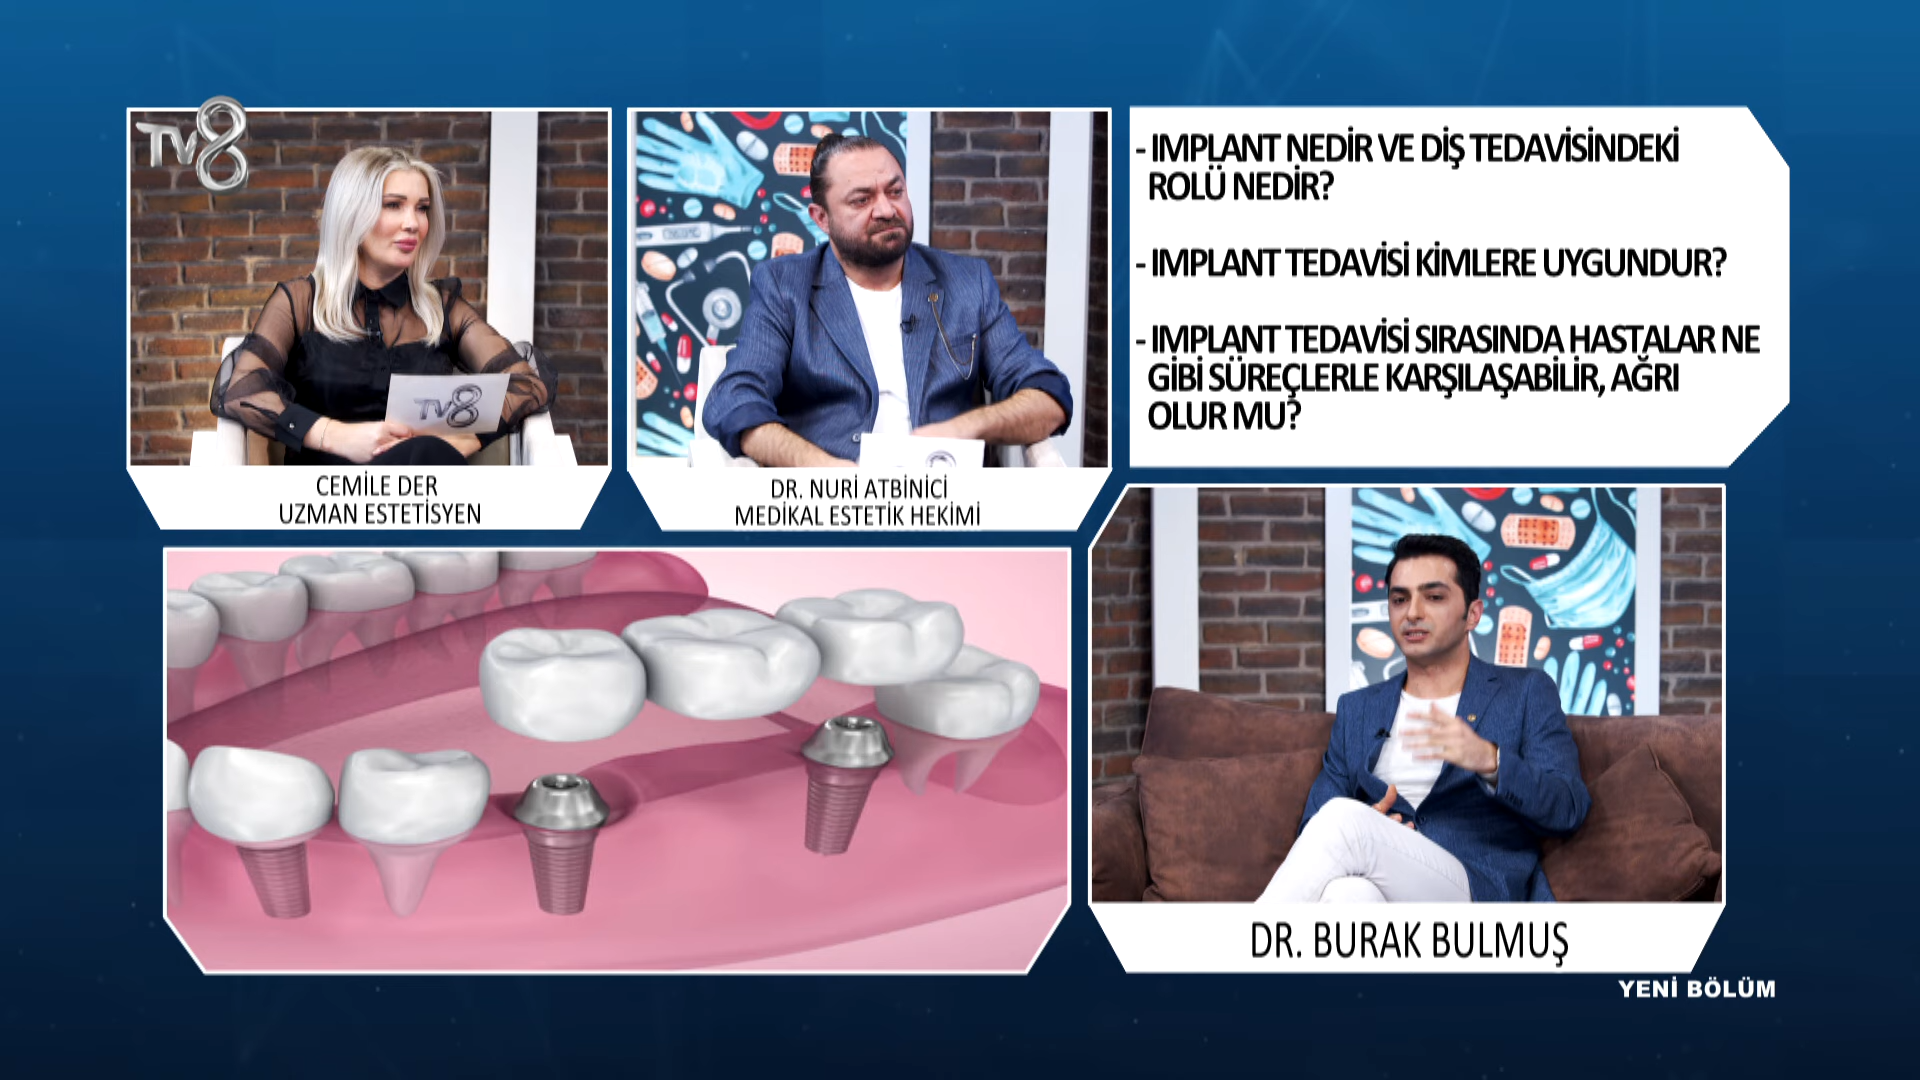 TV8
- IMPLANT NEDİR VE DİŞ TEDAVİSİNDEKİ
ROLÜ NEDİR?
- IMPLANT TEDAVİSİ KİMLERE UYGUNDUR?
- IMPLANT TEDAVİSİ SIRASINDA HASTALAR NE
GİBİ SÜREÇLERLE KARŞILAŞABİLİR, AĞRI
OLUR MU?
TV8
CEMİLE DER
UZMAN ESTETİSYEN
DR. NURİ ATBİNİCİ
MEDİKAL ESTETİK HEKİMİ
DR. BURAK BULMUŞ
YENİ BÖLÜM